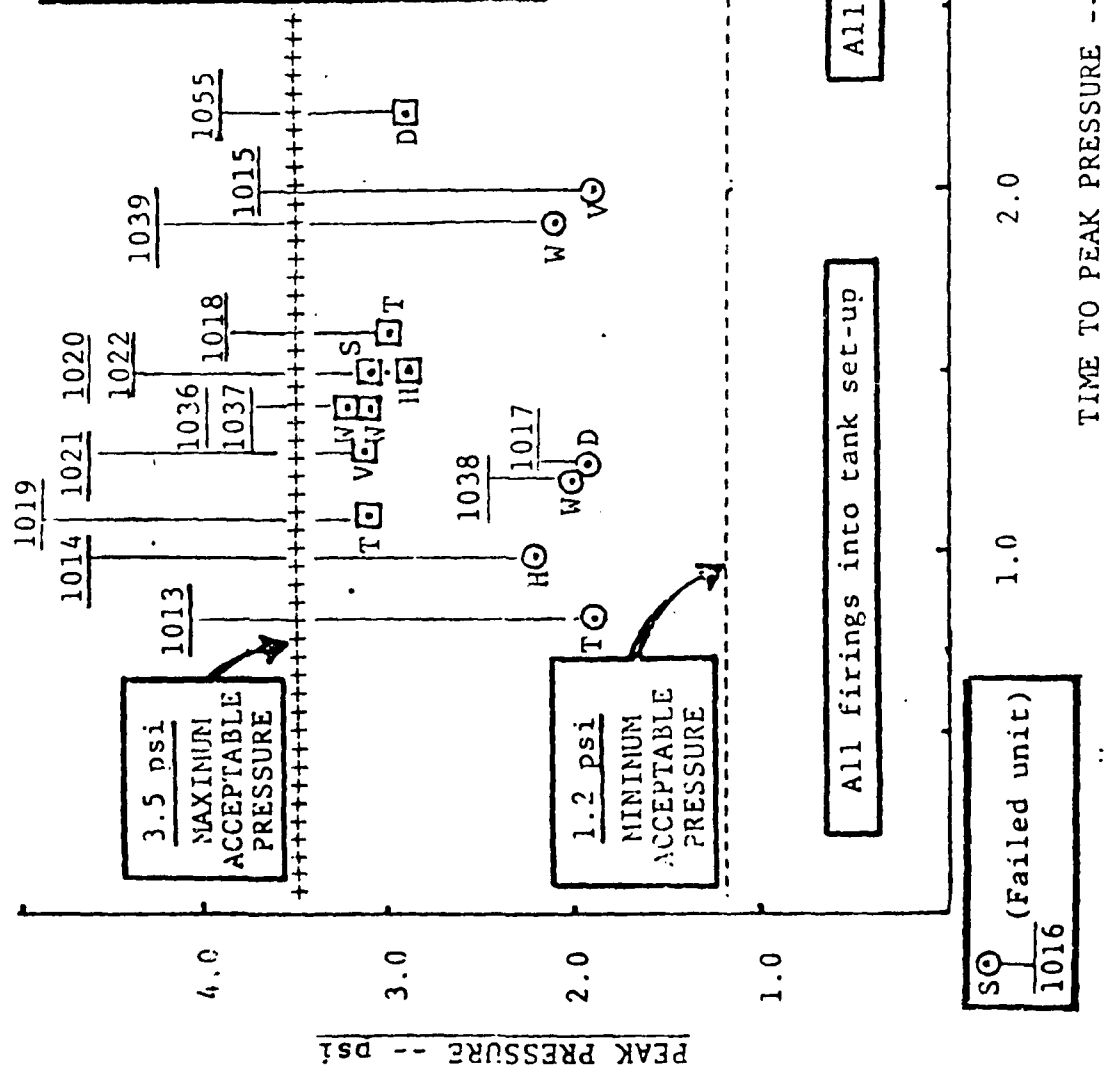 1055
1015
1039
1018
1020
1022
1036
1037
1021
1019
1014
1013
1017
1038
D
V
W
T
S
H
W
W
V
T
D
W
H
T
3.5 psi
MAXIMUM
ACCEPTABLE
PRESSURE
1.2 psi
MINIMUM
ACCEPTABLE
PRESSURE
All firings into tank set-up
All
4.0
3.0
2.0
1.0
PEAK PRESSURE -- psi
1.0
2.0
TIME TO PEAK PRESSURE --
S (Failed unit)
1016